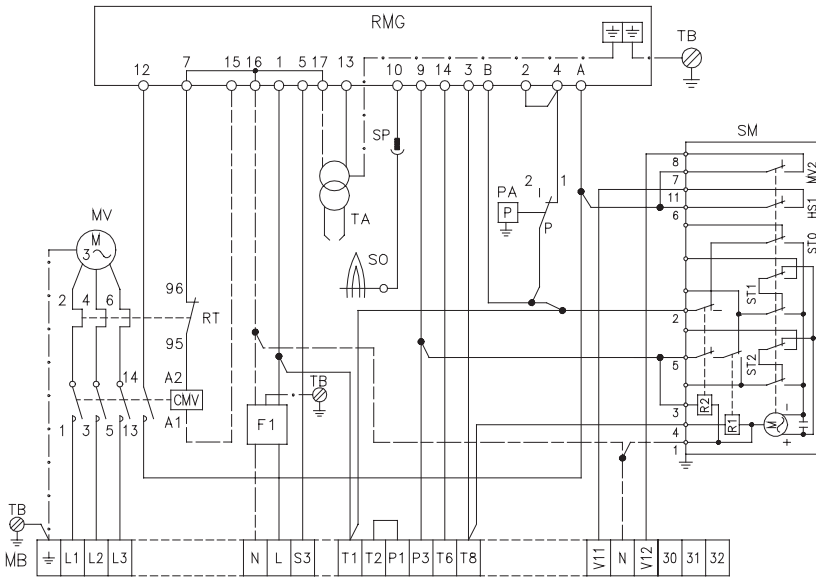 RMG
TB
12 7 15 16 1 5 17 13 10 9 14 3 B 2 4 A
SP
SM
8
MV2
7
PA
2
1
P
P
11
HS1
6
ST0
TA
MV
M
3
SO
2 4 6
96
RT
95
ST1
2
ST2
5
14
A2
CMV
A1
TB
F1
R2
R1
M
-
+
1 3 5 13
3
4
1
TB
MB
L1 L2 L3 N L S3 T1 T2 P1 P3 T6 T8 V11 N V12 30 31 32